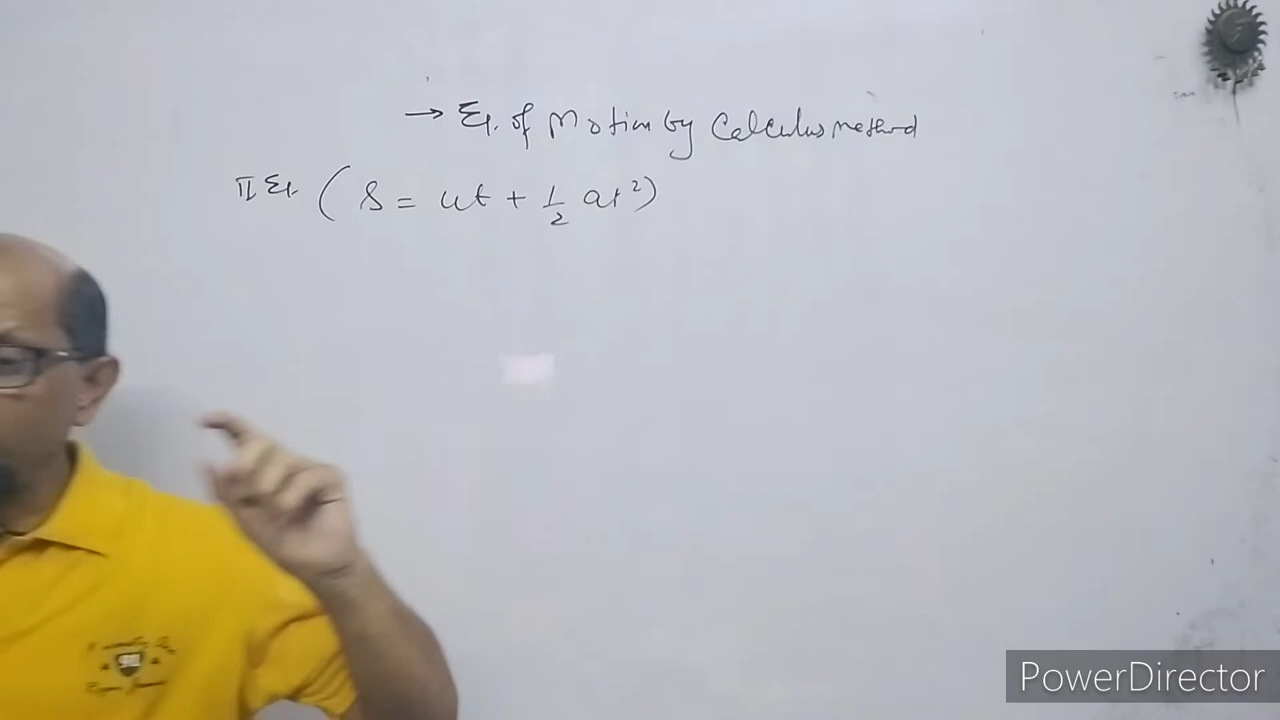 → Eq. of Motion by Calculus method
II Eq. ( S = ut + 1/2 at²)
PowerDirector